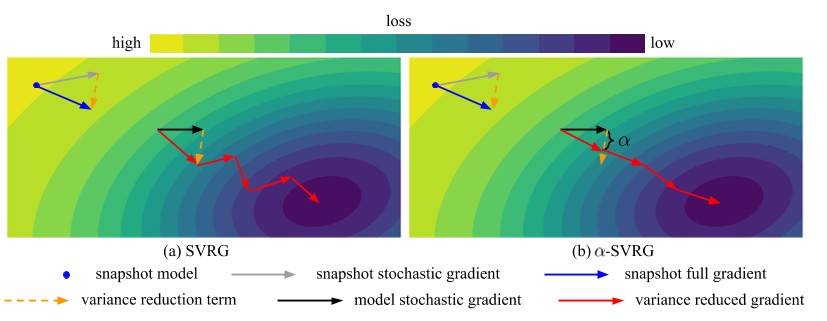 loss
high low
α
(a) SVRG (b) α-SVRG
snapshot model snapshot stochastic gradient snapshot full gradient
variance reduction term model stochastic gradient variance reduced gradient